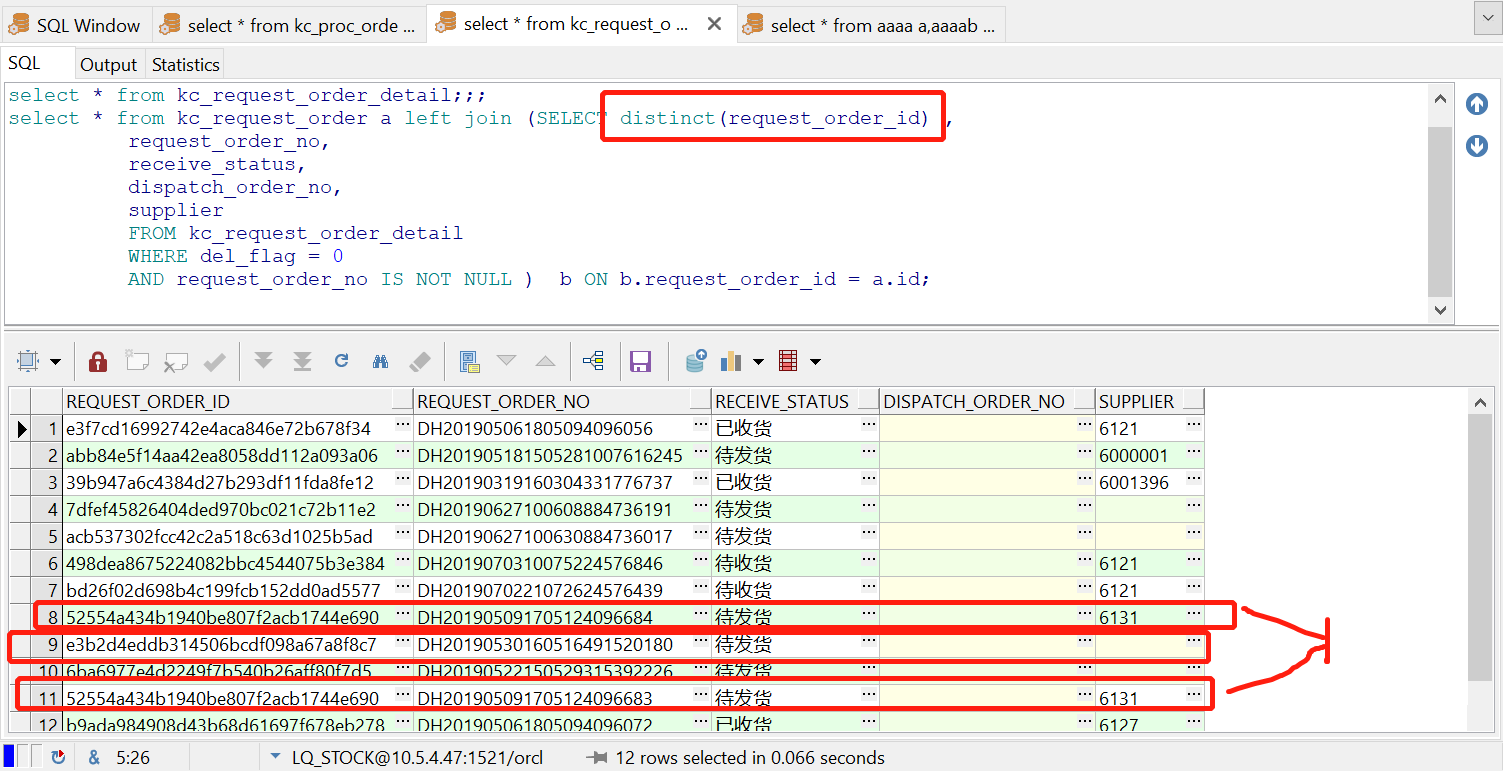 SQL Window
select * from kc_proc_orde ...
select * from kc_request_o ...
select * from aaaa a,aaaab ...
SQL
Output
Statistics
select * from kc_request_order_detail;;;
select * from kc_request_order a left join (SELECT distinct(request_order_id) ,
request_order_no,
receive_status,
dispatch_order_no,
supplier
FROM kc_request_order_detail
WHERE del_flag = 0
AND request_order_no IS NOT NULL ) b ON b.request_order_id = a.id;
REQUEST_ORDER_ID REQUEST_ORDER_NO RECEIVE_STATUS DISPATCH_ORDER_NO SUPPLIER
1 e3f7cd16992742e4aca846e72b678f34 ... DH201905061805094096056 ... 已收货 ... ... 6121 ...
2 abb84e5f14aa42ea8058dd112a093a06 ... DH201905181505281007616245 ... 待发货 ... ... 6000001 ...
3 39b947a6c4384d27b293df11fda8fe12 ... DH20190319160304331776737 ... 已收货 ... ... 6001396 ...
4 7dfef45826404ded970bc021c72b11e2 ... DH20190627100608884736191 ... 待发货 ... ... ...
5 acb537302fcc42c2a518c63d1025b5ad ... DH20190627100630884736017 ... 待发货 ... ... ...
6 498dea8675224082bbc4544075b3e384 ... DH2019070310075224576846 ... 待收货 ... ... 6121 ...
7 bd26f02d698b4c199fcb152dd0ad5577 ... DH2019070221072624576439 ... 待收货 ... ... 6121 ...
8 52554a434b1940be807f2acb1744e690 ... DH201905091705124096684 ... 待发货 ... ... 6131 ...
9 e3b2d4eddb314506bcdf098a67a8f8c7 ... DH20190530160516491520180 ... 待发货 ... ... ...
10 6ba6977e4d2249f7b540b26aff80f7d5 ... DH20190522150529315392226 ... 待发货 ... ... ...
11 52554a434b1940be807f2acb1744e690 ... DH201905091705124096683 ... 待发货 ... ... 6131 ...
12 b9ada984908d43b68d61697f678eb278 ... DH201905061805094096072 ... 已收货 ... ... 6127 ...
& 5:26 LQ_STOCK@10.5.4.47:1521/orcl 12 rows selected in 0.066 seconds